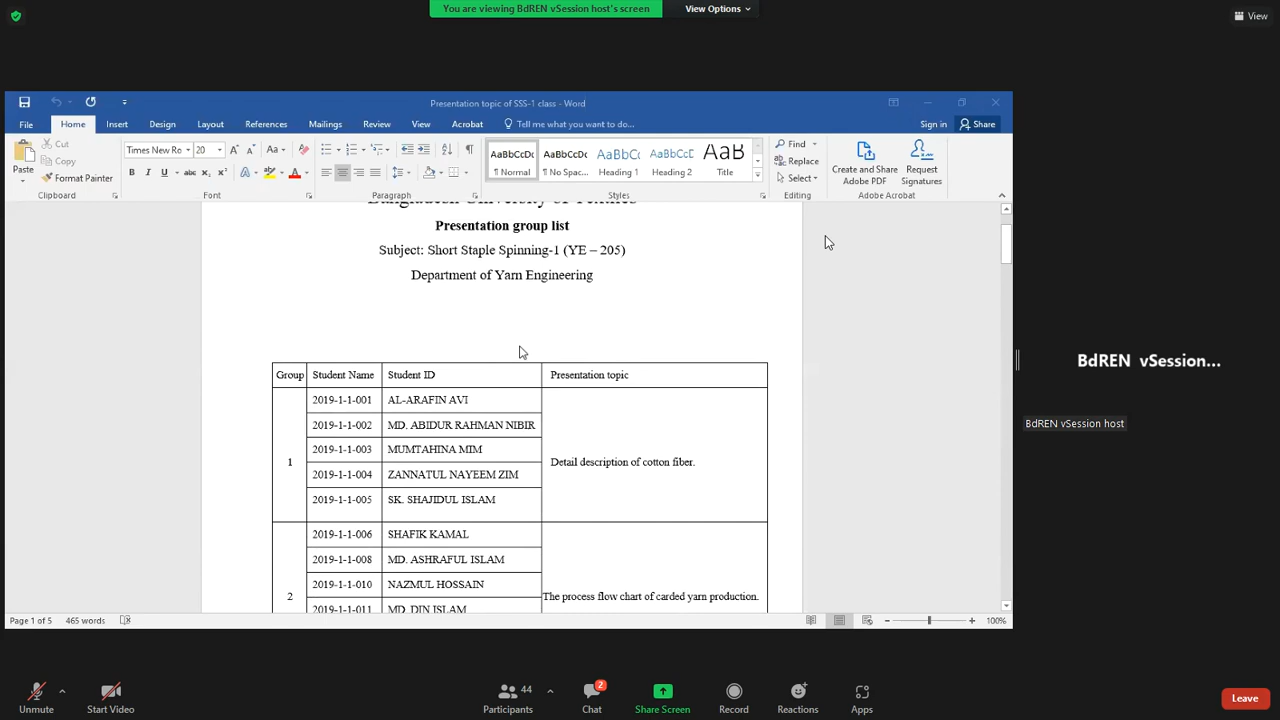 You are viewing BdREN vSession host's screen View Options
View
Presentation topic of SSS-1 class - Word
File Home Insert Design Layout References Mailings Review View Acrobat Tell me what you want to do... Sign in Share
Cut
Copy
Format Painter
Paste
Clipboard
Times New Ro 20
Font
Paragraph
AaBbCcDc AaBbCcDc AaBbCc AaBbCcD AaB
¶ Normal ¶ No Spac... Heading 1 Heading 2 Title
Styles
Find
Replace
Select
Editing
Create and Share Adobe PDF
Request Signatures
Adobe Acrobat
Bangladesh University of Textiles
Presentation group list
Subject: Short Staple Spinning-1 (YE – 205)
Department of Yarn Engineering
Group Student Name Student ID Presentation topic
2019-1-1-001 AL-ARAFIN AVI
2019-1-1-002 MD. ABIDUR RAHMAN NIBIR
2019-1-1-003 MUMTAHINA MIM
1 Detail description of cotton fiber.
2019-1-1-004 ZANNATUL NAYEEM ZIM
2019-1-1-005 SK. SHAJIDUL ISLAM
2019-1-1-006 SHAFIK KAMAL
2019-1-1-008 MD. ASHRAFUL ISLAM
2019-1-1-010 NAZMUL HOSSAIN
2 The process flow chart of carded yarn production.
2019-1-1-011 MD. DIN ISLAM
Page 1 of 5 465 words 100%
BdREN vSession...
BdREN vSession host
Unmute Start Video Participants 44 Chat 2 Share Screen Record Reactions Apps Leave